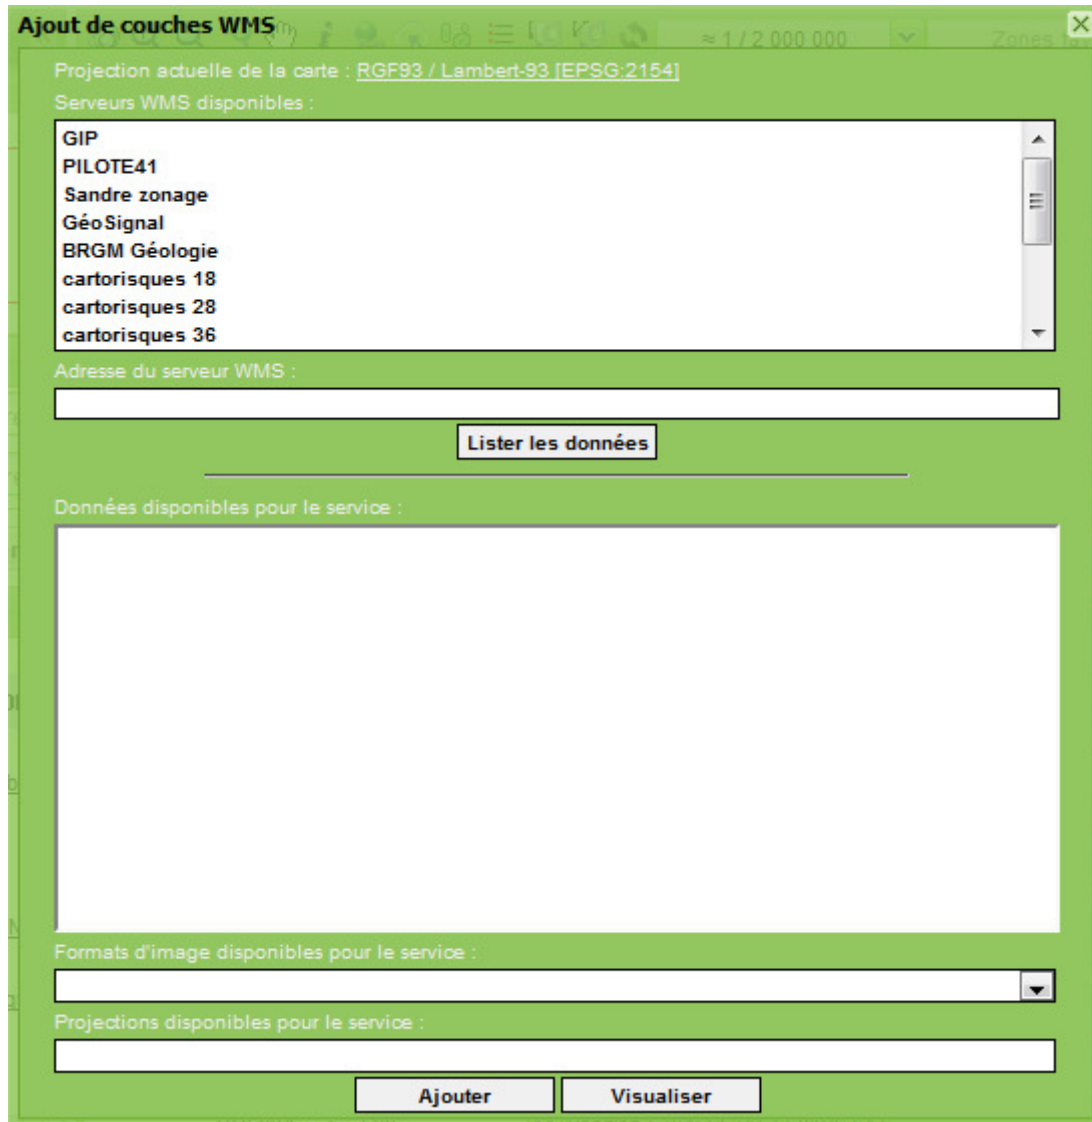 Ajout de couches WMS
≈ 1 / 2 000 000
Zones
Projection actuelle de la carte : RGF93 / Lambert-93 [EPSG:2154]
Serveurs WMS disponibles :
GIP
PILOTE41
Sandre zonage
GéoSignal
BRGM Géologie
cartorisques 18
cartorisques 28
cartorisques 36
Adresse du serveur WMS :
Lister les données
Données disponibles pour le service :
Formats d'image disponibles pour le service :
Projections disponibles pour le service :
Ajouter
Visualiser